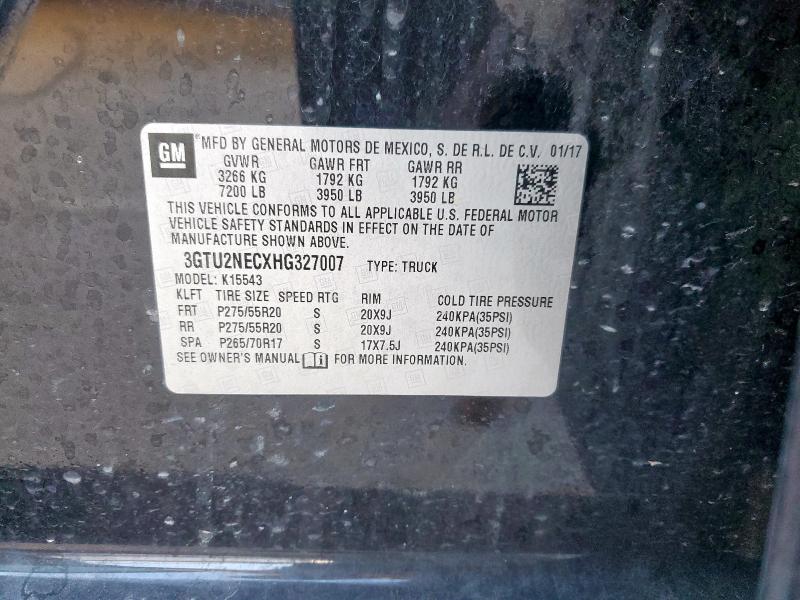 GM ® MFD BY GENERAL MOTORS DE MEXICO, S. DE R.L. DE C.V. 01/17
GVWR GAWR FRT GAWR RR
3266 KG 1792 KG 1792 KG
7200 LB 3950 LB 3950 LB
THIS VEHICLE CONFORMS TO ALL APPLICABLE U.S. FEDERAL MOTOR
VEHICLE SAFETY STANDARDS IN EFFECT ON THE DATE OF
MANUFACTURE SHOWN ABOVE.
3GTU2NECXHG327007 TYPE: TRUCK
MODEL: K15543
KLFT TIRE SIZE SPEED RTG RIM COLD TIRE PRESSURE
FRT P275/55R20 S 20X9J 240KPA(35PSI)
RR P275/55R20 S 20X9J 240KPA(35PSI)
SPA P265/70R17 S 17X7.5J 240KPA(35PSI)
SEE OWNER'S MANUAL FOR MORE INFORMATION